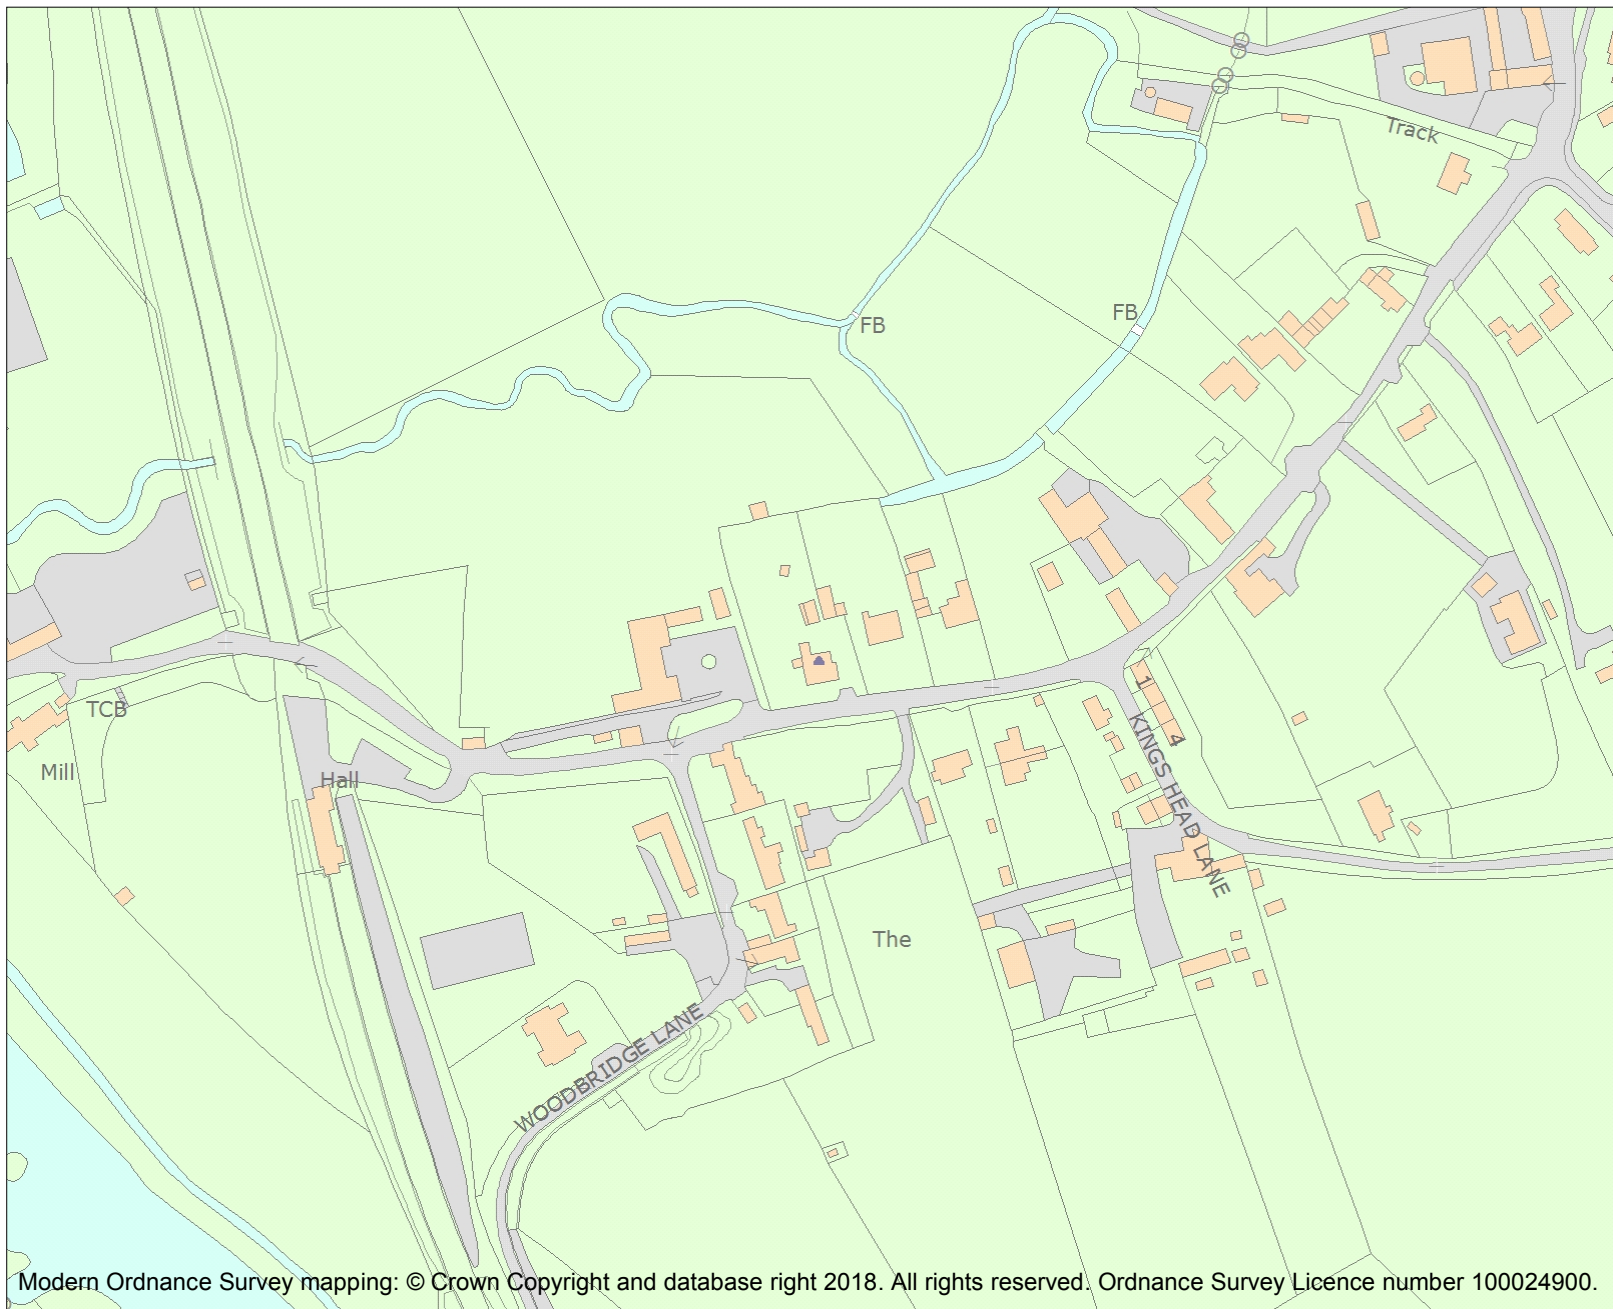 Track
FB
FB
TCB
1
4
KINGS HEAD LANE
Mill
Hall
The
WOODBRIDGE LANE
Modern Ordnance Survey mapping: © Crown Copyright and database right 2018. All rights reserved. Ordnance Survey Licence number 100024900.